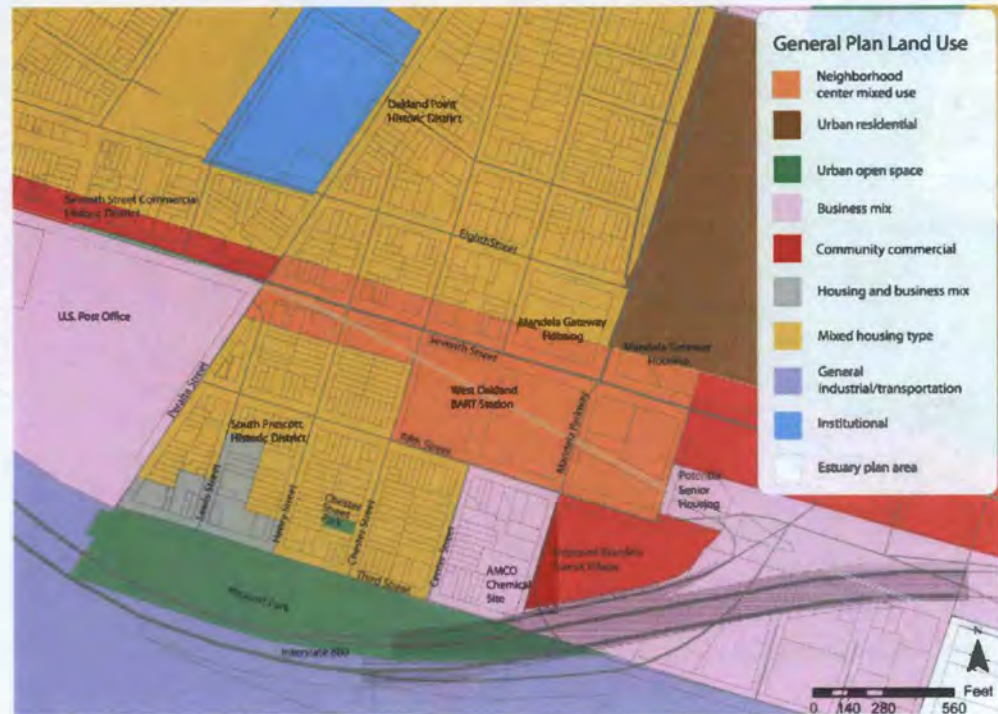 General Plan Land Use
Neighborhood
center mixed use
Urban residential
Urban open space
Business mix
Community commercial
Housing and business mix
Mixed housing type
General
industrial/transportation
Institutional
Estuary plan area
Oakland Point
Historic District
Seventh Street Commercial
Historic District
Eighth Street
U.S. Post Office
Mandela Gateway
Housing
Mandela Gateway
Housing
Seventh Street
West Oakland
BART Station
Peralta Street
Mandela Parkway
South Prescott
Historic District
Fifth Street
Potential
Senior
Housing
Lewis Street
Henry Street
Chester
Street
Park
Chester Street
Center Street
Third Street
AMCO
Chemical
Site
Transit Village
Park
Interstate 880
N
Feet
0 140 280 560